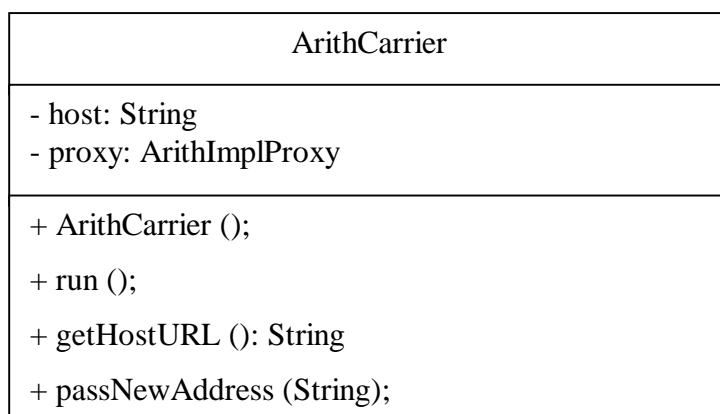 ArithCarrier
- host: String
- proxy: ArithImplProxy
+ ArithCarrier ();
+ run ();
+ getHostURL (): String
+ passNewAddress (String);